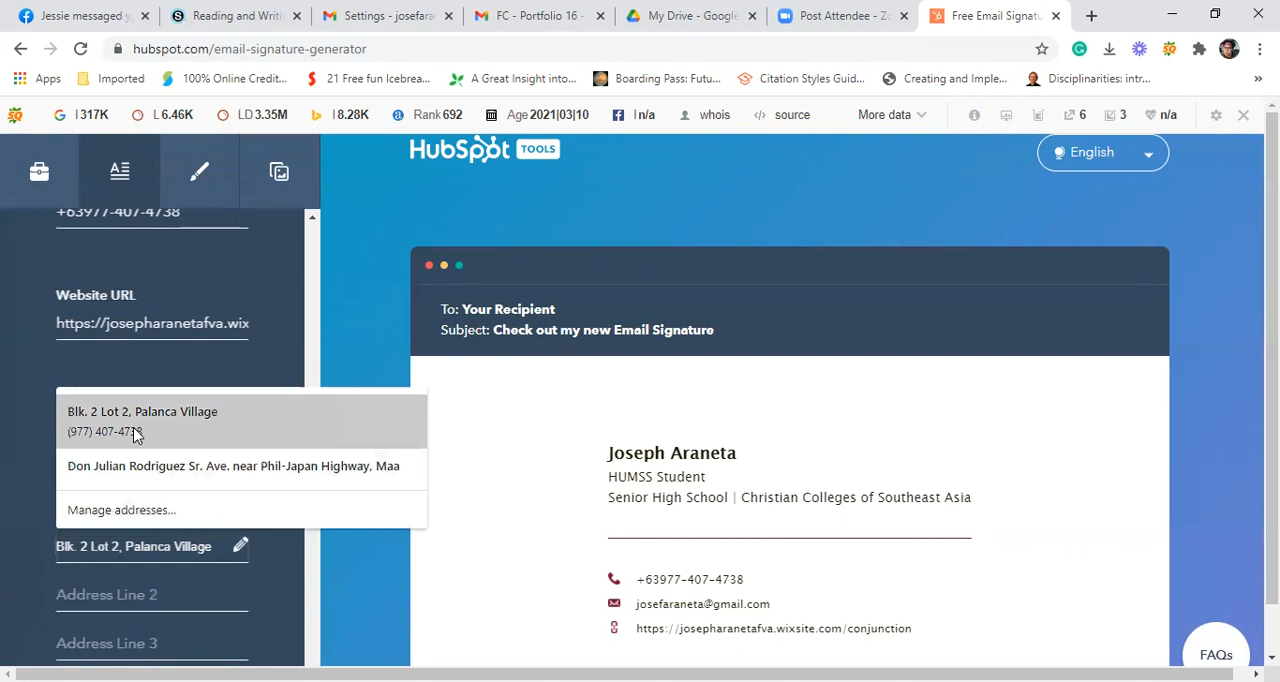 Jessie messaged y
Reading and Writi
Settings - josefara
FC - Portfolio 16 -
My Drive - Google
Post Attendee - Zo
Free Email Signatu
hubspot.com/email-signature-generator
Apps
Imported
100% Online Credit...
21 Free fun Icebrea...
A Great Insight into...
Boarding Pass: Futu...
Citation Styles Guid...
Creating and Imple...
Disciplinarities: intr...
»
I 317K
L 6.46K
LD 3.35M
I 8.28K
Rank 692
Age 2021|03|10
I n/a
whois
source
More data
6
3
n/a
HubSpot TOOLS
English
+63977-407-4738
Website URL
https://josepharanetafva.wix
Blk. 2 Lot 2, Palanca Village
(977) 407-4738
Don Julian Rodriguez Sr. Ave. near Phil-Japan Highway, Maa
Manage addresses...
Blk. 2 Lot 2, Palanca Village
Address Line 2
Address Line 3
To: Your Recipient
Subject: Check out my new Email Signature
Joseph Araneta
HUMSS Student
Senior High School | Christian Colleges of Southeast Asia
+63977-407-4738
josefaraneta@gmail.com
https://josepharanetafva.wixsite.com/conjunction
FAQs